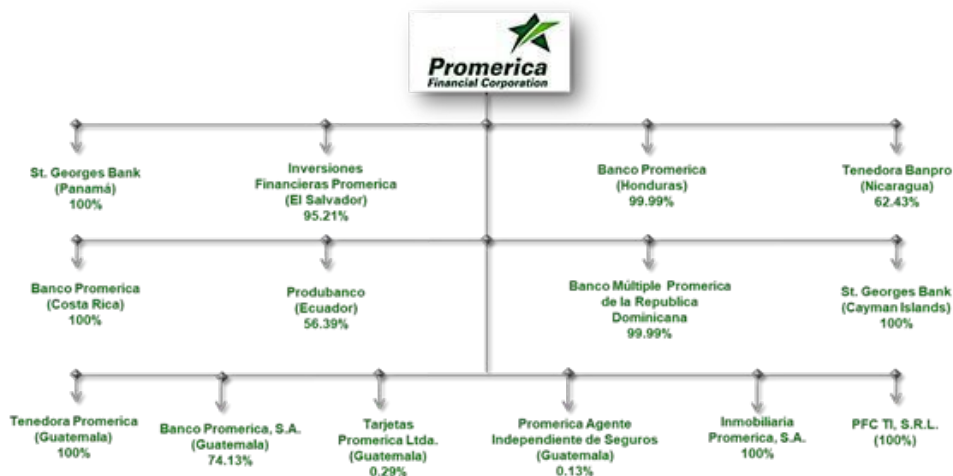 Promerica
Financial Corporation
St. Georges Bank
(Panamá)
100%
Inversiones
Financieras Promerica
(El Salvador)
95.21%
Banco Promerica
(Honduras)
99.99%
Tenedora Banpro
(Nicaragua)
62.43%
Banco Promerica
(Costa Rica)
100%
Produbanco
(Ecuador)
56.39%
Banco Múltiple Promerica
de la Republica
Dominicana
99.99%
St. Georges Bank
(Cayman Islands)
100%
Tenedora Promerica
(Guatemala)
100%
Banco Promerica, S.A.
(Guatemala)
74.13%
Tarjetas
Promerica Ltda.
(Guatemala)
0.29%
Promerica Agente
Independiente de Seguros
(Guatemala)
0.13%
Inmobiliaria
Promerica, S.A.
100%
PFC TI, S.R.L.
(100%)